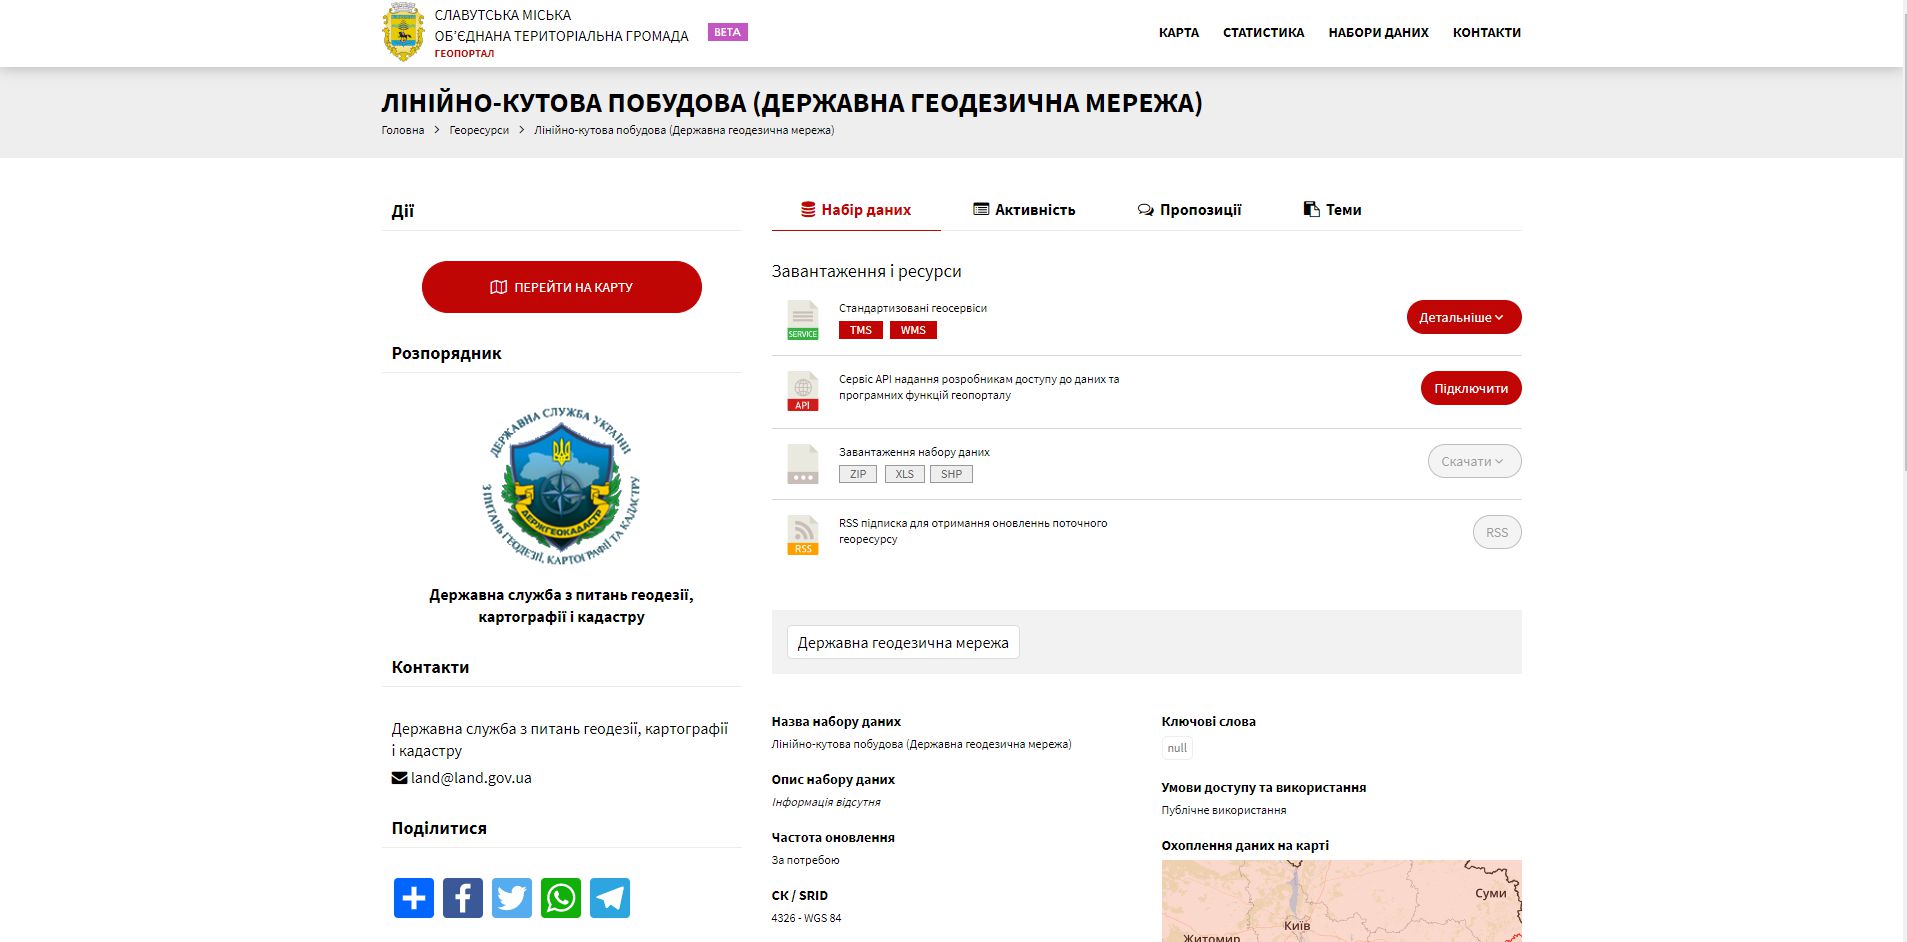 СЛАВУТСЬКА МІСЬКА
ОБ’ЄДНАНА ТЕРИТОРІАЛЬНА ГРОМАДА
BETA
ГЕОПОРТАЛ
КАРТА
СТАТИСТИКА
НАБОРИ ДАНИХ
КОНТАКТИ
ЛІНІЙНО-КУТОВА ПОБУДОВА (ДЕРЖАВНА ГЕОДЕЗИЧНА МЕРЕЖА)
Головна > Георесурси > Лінійно-кутова побудова (Державна геодезична мережа)
Дії
ПЕРЕЙТИ НА КАРТУ
Розпорядник
ДЕРЖАВНА СЛУЖБА УКРАЇНИ
З ПИТАНЬ ГЕОДЕЗІЇ, КАРТОГРАФІЇ ТА КАДАСТРУ
ДЕРЖГЕОКАДАСТР
Державна служба з питань геодезії,
картографії і кадастру
Контакти
Державна служба з питань геодезії, картографії
і кадастру
land@land.gov.ua
Поділитися
Набір даних
Активність
Пропозиції
Теми
Завантаження і ресурси
SERVICE
Стандартизовані геосервіси
TMS
WMS
Детальніше
API
Сервіс API надання розробникам доступу до даних та
програмних функцій геопорталу
Підключити
Завантаження набору даних
ZIP
XLS
SHP
Скачати
RSS
RSS підписка для отримання оновленнь поточного
георесурсу
RSS
Державна геодезична мережа
Назва набору даних
Лінійно-кутова побудова (Державна геодезична мережа)
Опис набору даних
Інформація відсутня
Частота оновлення
За потребою
СК / SRID
4326 - WGS 84
Ключові слова
null
Умови доступу та використання
Публічне використання
Охоплення даних на карті
Суми
Київ
Житомир